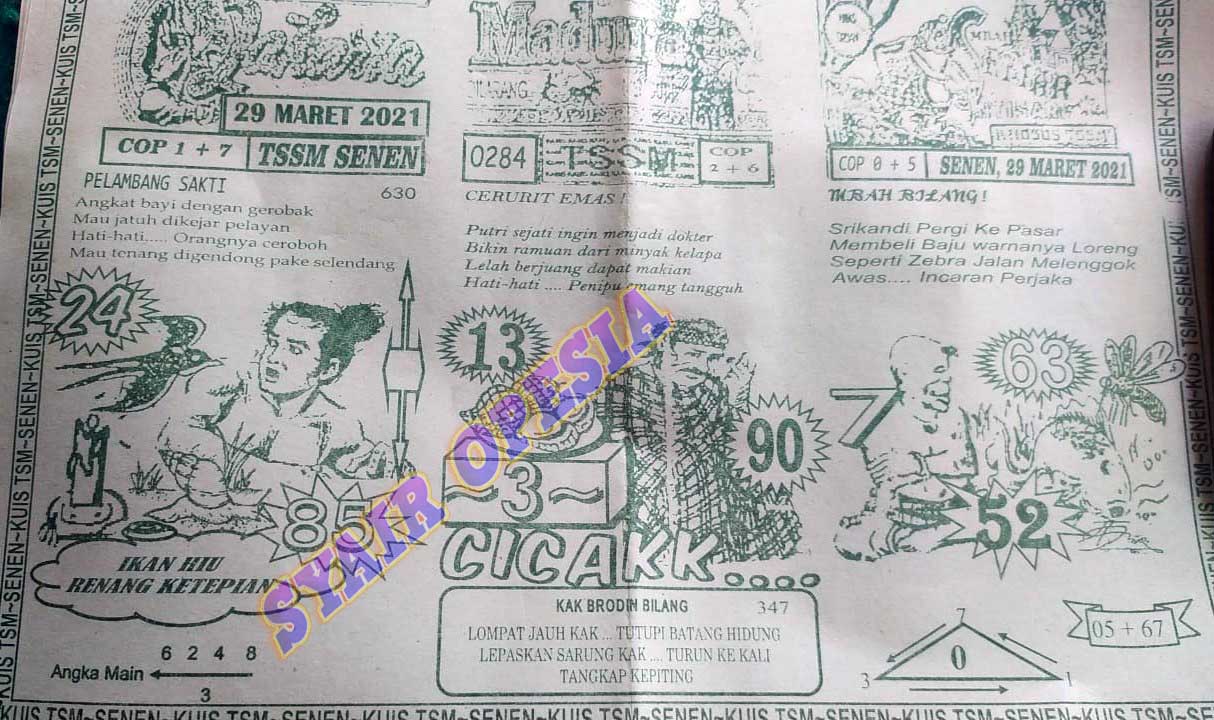 Madura
29 MARET 2021
COP 1 + 7
TSSM SENEN
PELAMBANG SAKTI
630
Angkat bayi dengan gerobak
Mau jatuh dikejar pelayan
Hati-hati..... Orangnya ceroboh
Mau tenang digendong pake selendang
24
85
IKAN HIU
RENANG KETEPIAN
Angka Main
6 2 4 8
3
0284
TSSM
COP
2 + 6
CERURIT EMAS !
Putri sejati ingin menjadi dokter
Bikin ramuan dari minyak kelapa
Lelah berjuang dapat makian
Hati-hati .... Penipu emang tangguh
13
90
~3~
CICAKK....
KAK BRODIN BILANG
347
LOMPAT JAUH KAK ... TUTUPI BATANG HIDUNG
LEPASKAN SARUNG KAK .... TURUN KE KALI
TANGKAP KEPITING
COP 0 + 5
SENEN, 29 MARET 2021
MBAH BILANG !
Srikandi Pergi Ke Pasar
Membeli Baju warnanya Loreng
Seperti Zebra Jalan Melenggok
Awas.... Incaran Perjaka
7
63
52
7
0
3
1
05 + 67
SYAIR OPESIA
KUIS TSM~SENEN~KUIS TSM~SENEN~KUIS TSM~SENEN~KUIS TSM~SENEN